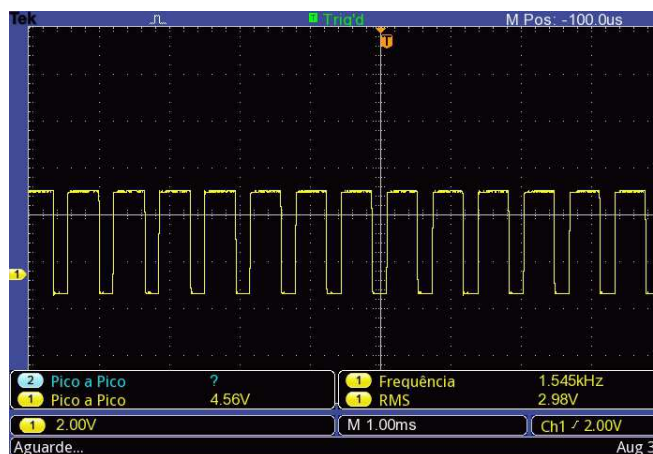 Tek T Trig'd M Pos: -100.0us
T
1
2 Pico a Pico ? 1 Frequência 1.545kHz
1 Pico a Pico 4.56V 1 RMS 2.98V
1 2.00V M 1.00ms Ch1 2.00V
Aguarde... Aug 3